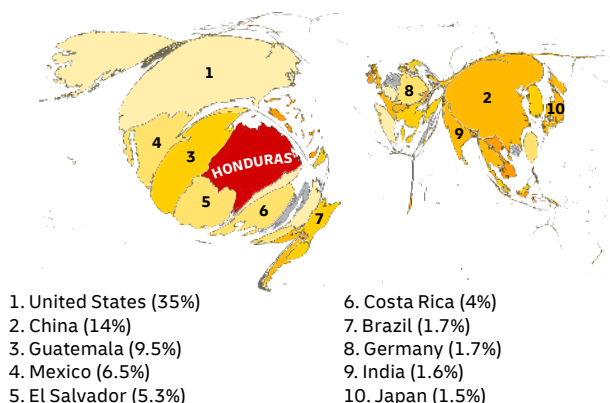 1
2
8
10
9
4
3
HONDURAS
5
6
7
1. United States (35%)
2. China (14%)
3. Guatemala (9.5%)
4. Mexico (6.5%)
5. El Salvador (5.3%)
6. Costa Rica (4%)
7. Brazil (1.7%)
8. Germany (1.7%)
9. India (1.6%)
10. Japan (1.5%)